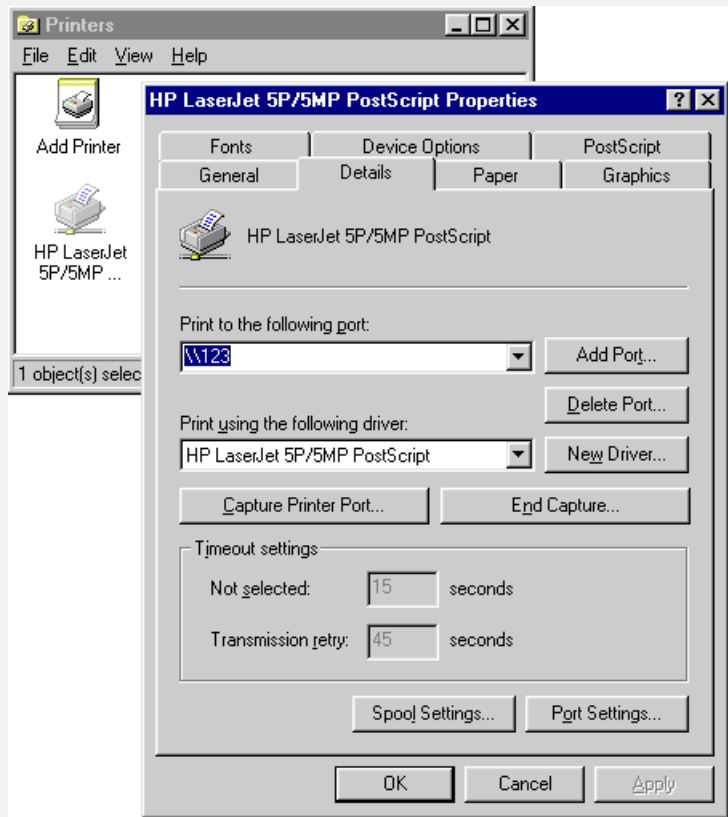 Printers
File Edit View Help
Add Printer
HP LaserJet
5P/5MP ...
1 object(s) selec
HP LaserJet 5P/5MP PostScript Properties
Fonts Device Options PostScript
General Details Paper Graphics
HP LaserJet 5P/5MP PostScript
Print to the following port:
\\123 Add Port...
Delete Port...
Print using the following driver:
HP LaserJet 5P/5MP PostScript New Driver...
Capture Printer Port... End Capture...
Timeout settings
Not selected: 15 seconds
Transmission retry: 45 seconds
Spool Settings... Port Settings...
OK Cancel Apply